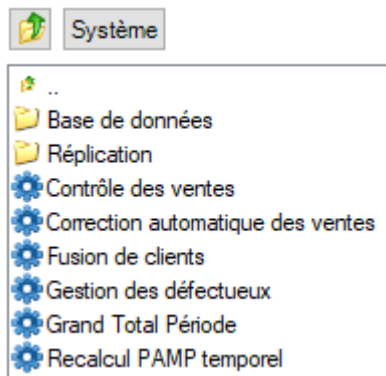 Système
..
Base de données
Réplication
Contrôle des ventes
Correction automatique des ventes
Fusion de clients
Gestion des défectueux
Grand Total Période
Recalcul PAMP temporel